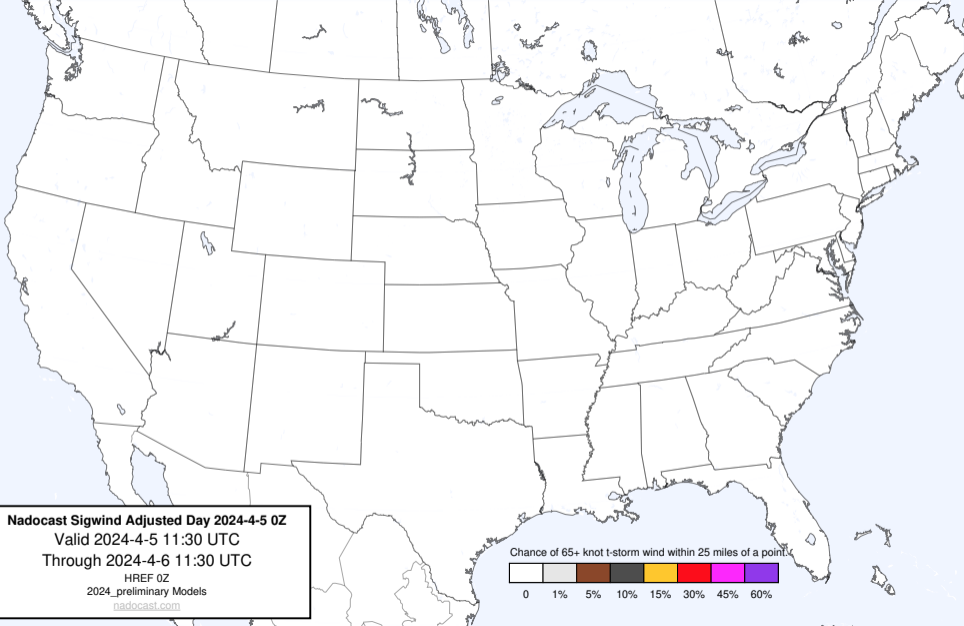 Nadocast Sigwind Adjusted Day 2024-4-5 0Z
Valid 2024-4-5 11:30 UTC
Through 2024-4-6 11:30 UTC
HREF 0Z
2024_preliminary Models
nadocast.com
Chance of 65+ knot t-storm wind within 25 miles of a point.
0 1% 5% 10% 15% 30% 45% 60%